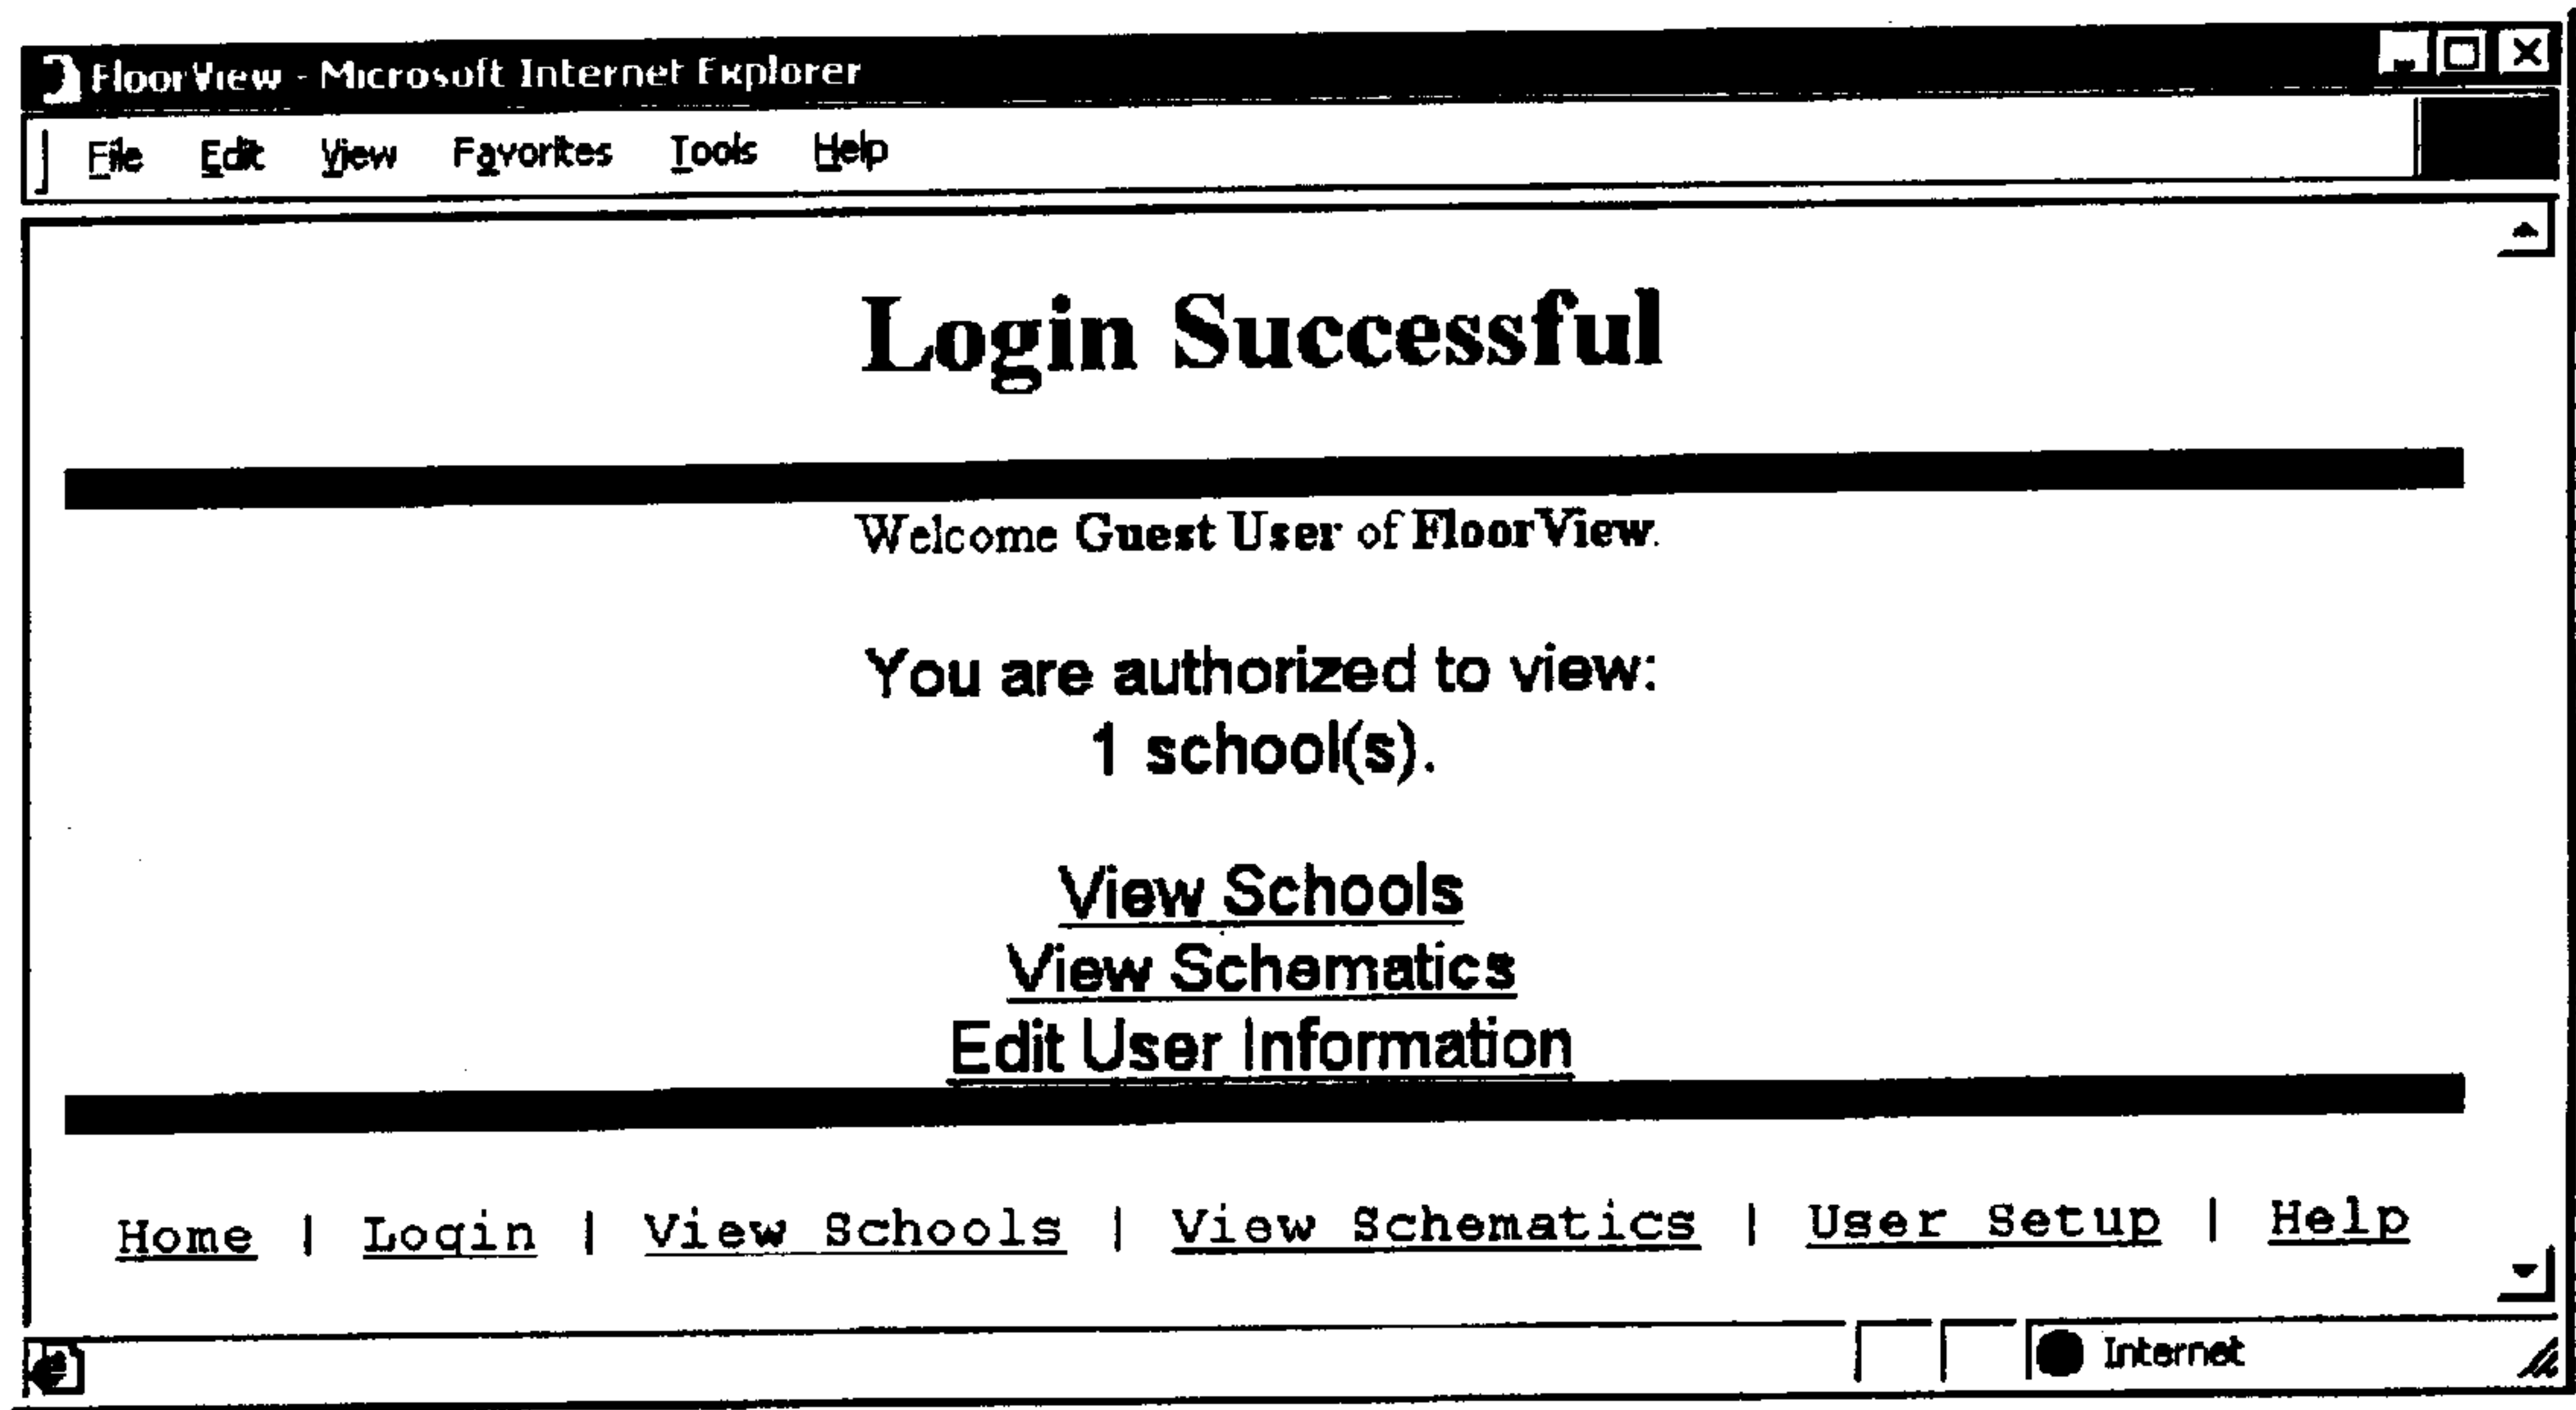 FloorView - Microsoft Internet Explorer
File Edit View Favorites Tools Help
Login Successful
Welcome Guest User of FloorView.
You are authorized to view:
1 school(s).
View Schools
View Schematics
Edit User Information
Home | Login | View Schools | View Schematics | User Setup | Help
Internet